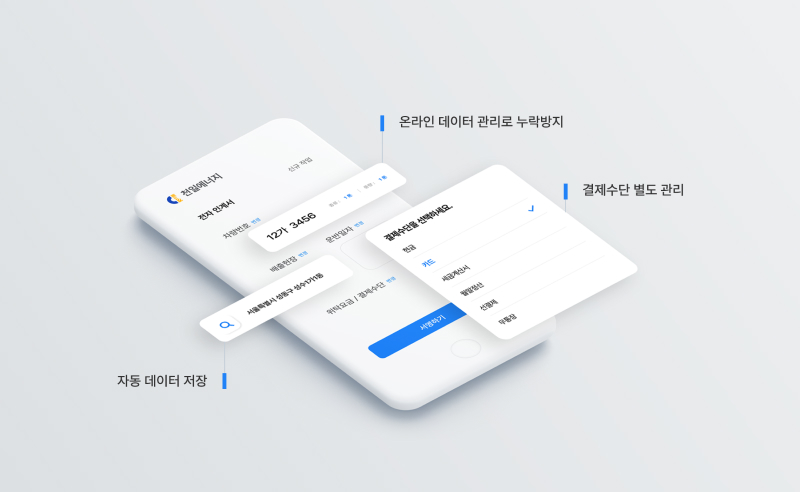 온라인 데이터 관리로 누락방지
결제수단 별도 관리
자동 데이터 저장
천일에너지
신규 작업
전자 인계서
차량번호 변경
12가 3456
배출현장 변경
운반일자 변경
서울특별시 성동구 성수1가1동
위탁요금 / 결제수단 변경
서명하기
결제수단을 선택하세요.
현금
카드
세금계산서
월말정산
선결제
무통장